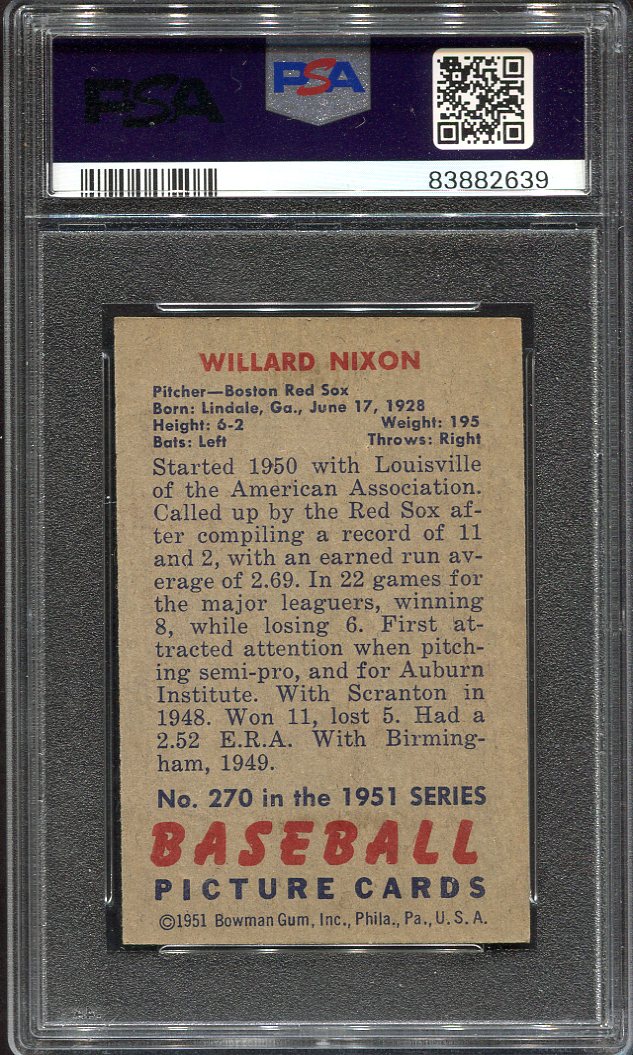 PSA
PSA
83882639
WILLARD NIXON
Pitcher—Boston Red Sox
Born: Lindale, Ga., June 17, 1928
Height: 6-2 Weight: 195
Bats: Left Throws: Right
Started 1950 with Louisville
of the American Association.
Called up by the Red Sox af-
ter compiling a record of 11
and 2, with an earned run av-
erage of 2.69. In 22 games for
the major leaguers, winning
8, while losing 6. First at-
tracted attention when pitch-
ing semi-pro, and for Auburn
Institute. With Scranton in
1948. Won 11, lost 5. Had a
2.52 E.R.A. With Birming-
ham, 1949.
No. 270 in the 1951 SERIES
BASEBALL
PICTURE CARDS
©1951 Bowman Gum, Inc., Phila., Pa., U. S. A.